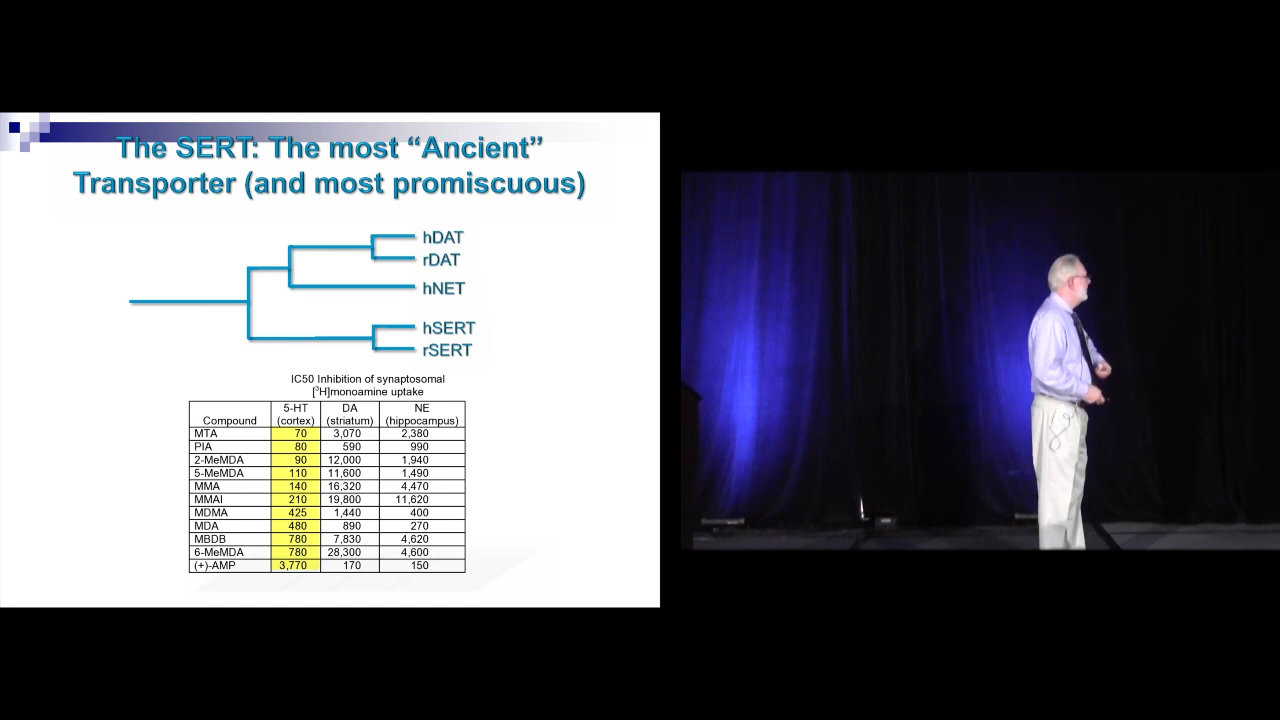 The SERT: The most “Ancient”
Transporter (and most promiscuous)
hDAT
rDAT
hNET
hSERT
rSERT
IC50 Inhibition of synaptosomal
[³H]monoamine uptake
Compound 5-HT (cortex) DA (striatum) NE (hippocampus)
MTA 70 3,070 2,380
PIA 80 590 990
2-MeMDA 90 12,000 1,940
5-MeMDA 110 11,600 1,490
MMA 140 16,320 4,470
MMAI 210 19,800 11,620
MDMA 425 1,440 400
MDA 480 890 270
MBDB 780 7,830 4,620
6-MeMDA 780 28,300 4,600
(+)-AMP 3,770 170 150